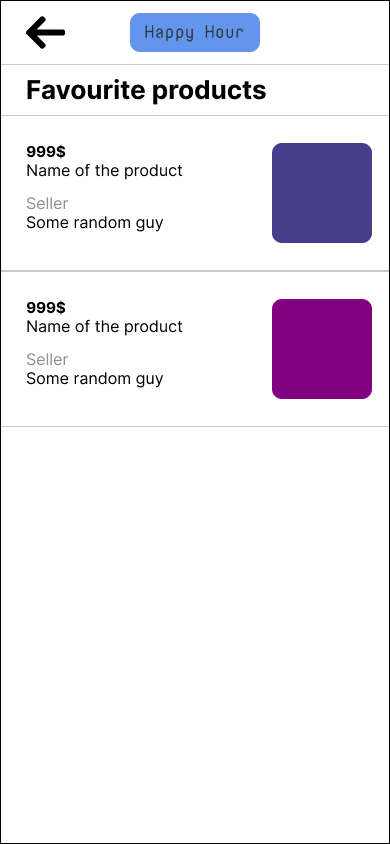 Happy Hour
Favourite products
999$
Name of the product
Seller
Some random guy
999$
Name of the product
Seller
Some random guy